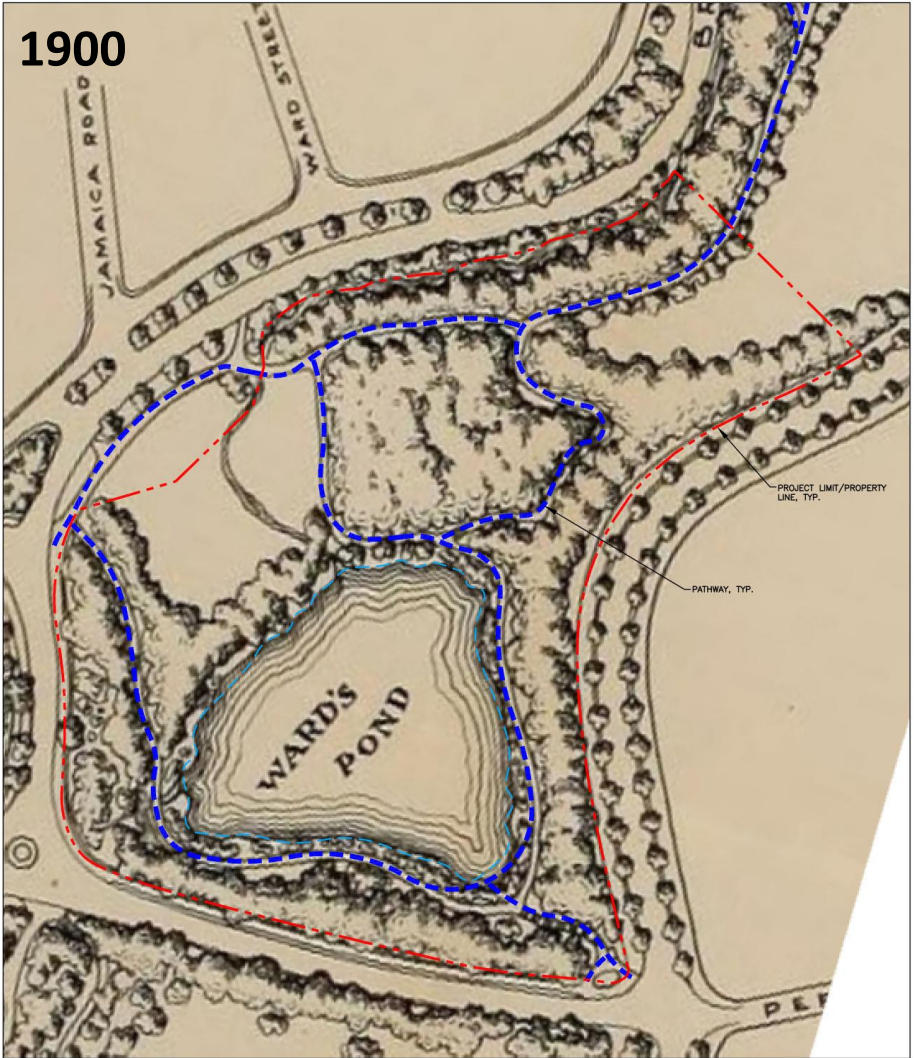 1900
JAMAICA ROAD
WARD STREET
PROJECT LIMIT/PROPERTY
LINE, TYP.
PATHWAY, TYP.
WARD'S
POND